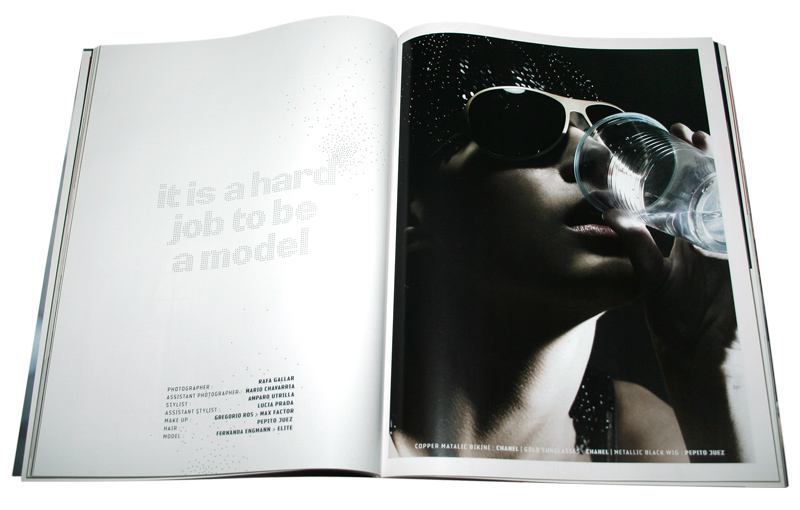 it is a hard
job to be
a model
PHOTOGRAPHER : RAFA GALLAR
ASSISTANT PHOTOGRAPHER : MARIO CHAVARRIA
STYLIST : AMPARO UTRILLA
ASSISTANT STYLIST : LUCIA PRADA
MAKE UP : GREGORIO ROS > MAX FACTOR
HAIR : PEPITO JUEZ
MODEL : FERNANDA ENGMANN > ELITE
COPPER MATALIC BIKINE : CHANEL | GOLD SUNGLASSES : CHANEL | METALLIC BLACK WIG : PEPITO JUEZ